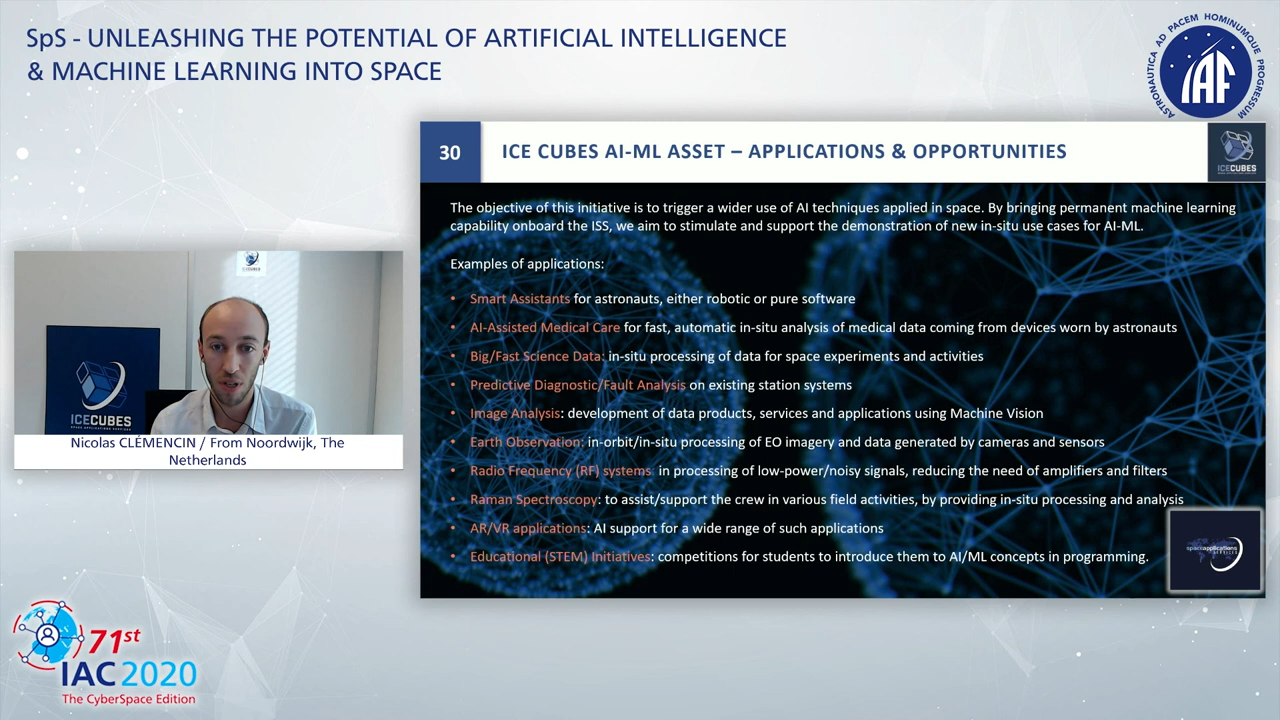 SpS - UNLEASHING THE POTENTIAL OF ARTIFICIAL INTELLIGENCE
& MACHINE LEARNING INTO SPACE
ASTRONAUTICA AD PACEM HOMINUMQUE PROGRESSUM
IAF
30
ICE CUBES AI-ML ASSET – APPLICATIONS & OPPORTUNITIES
ICECUBES
The objective of this initiative is to trigger a wider use of AI techniques applied in space. By bringing permanent machine learning
capability onboard the ISS, we aim to stimulate and support the demonstration of new in-situ use cases for AI-ML.
Examples of applications:
• Smart Assistants for astronauts, either robotic or pure software
• AI-Assisted Medical Care for fast, automatic in-situ analysis of medical data coming from devices worn by astronauts
• Big/Fast Science Data: in-situ processing of data for space experiments and activities
• Predictive Diagnostic/Fault Analysis on existing station systems
• Image Analysis: development of data products, services and applications using Machine Vision
• Earth Observation: in-orbit/in-situ processing of EO imagery and data generated by cameras and sensors
• Radio Frequency (RF) systems in processing of low-power/noisy signals, reducing the need of amplifiers and filters
• Raman Spectroscopy: to assist/support the crew in various field activities, by providing in-situ processing and analysis
• AR/VR applications: AI support for a wide range of such applications
• Educational (STEM) Initiatives: competitions for students to introduce them to AI/ML concepts in programming.
spaceapplications
SERVICES
ICECUBES
SPACE APPLICATIONS SERVICES
Nicolas CLÉMENCIN / From Noordwijk, The
Netherlands
71st
IAC 2020
The CyberSpace Edition